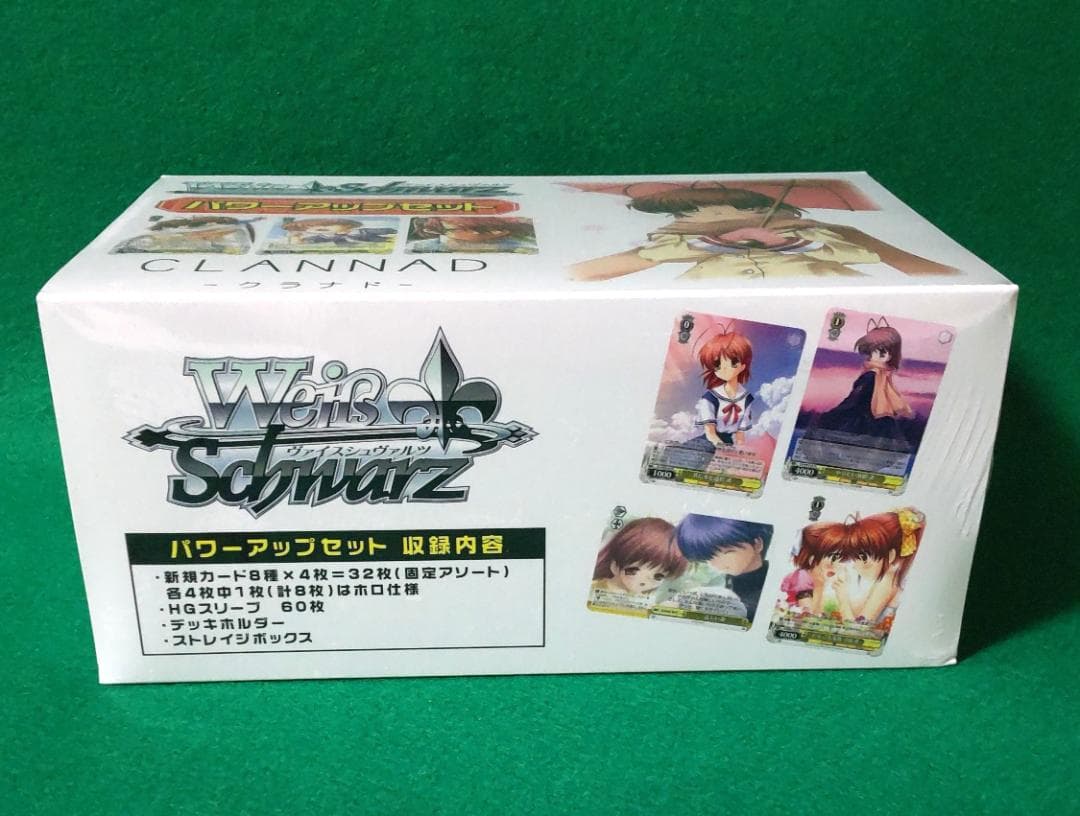 Weiß Schwarz
パワーアップセット
CLANNAD
-クラナド-
Weiß
ヴァイスシュヴァルツ
Schwarz
パワーアップセット 収録内容
・新規カード8種×4枚=32枚(固定アソート)
各4枚中1枚(計8枚)はホロ仕様
・HGスリーブ 60枚
・デッキホルダー
・ストレイジボックス
0
1000
1
4000
4000